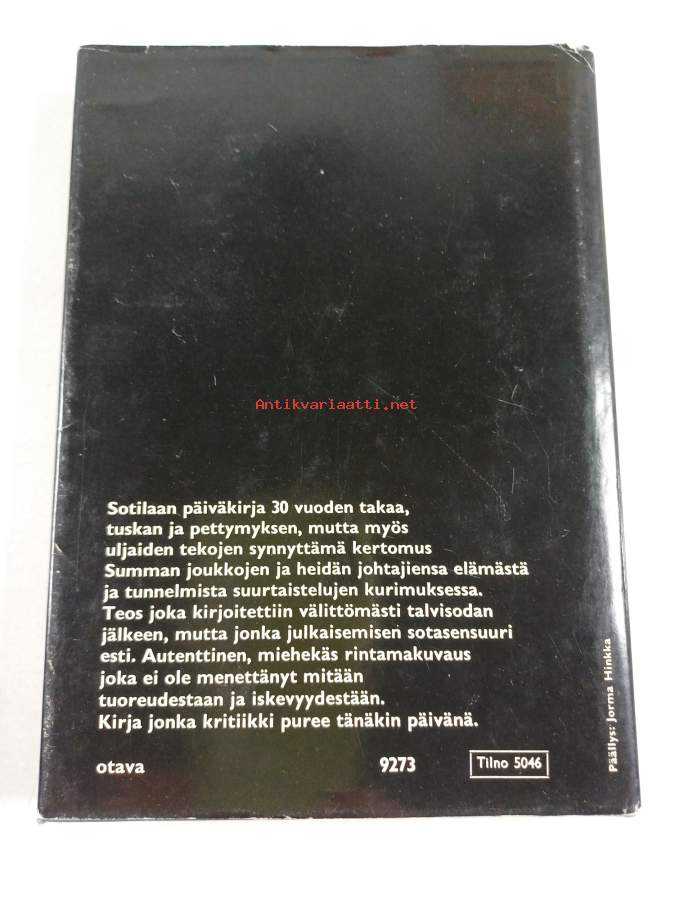 Antikvariaatti.net
Sotilaan päiväkirja 30 vuoden takaa,
tuskan ja pettymyksen, mutta myös
uljaiden tekojen synnyttämä kertomus
Summan joukkojen ja heidän johtajiensa elämästä
ja tunnelmista suurtaistelujen kurimuksessa.
Teos joka kirjoitettiin välittömästi talvisodan
jälkeen, mutta jonka julkaisemisen sotasensuuri
esti. Autenttinen, miehekäs rintamakuvaus
joka ei ole menettänyt mitään
tuoreudestaan ja iskevyydestään.
Kirja jonka kritiikki puree tänäkin päivänä.
otava 9273 Tilno 5046
Päällys: Jorma Hinkka